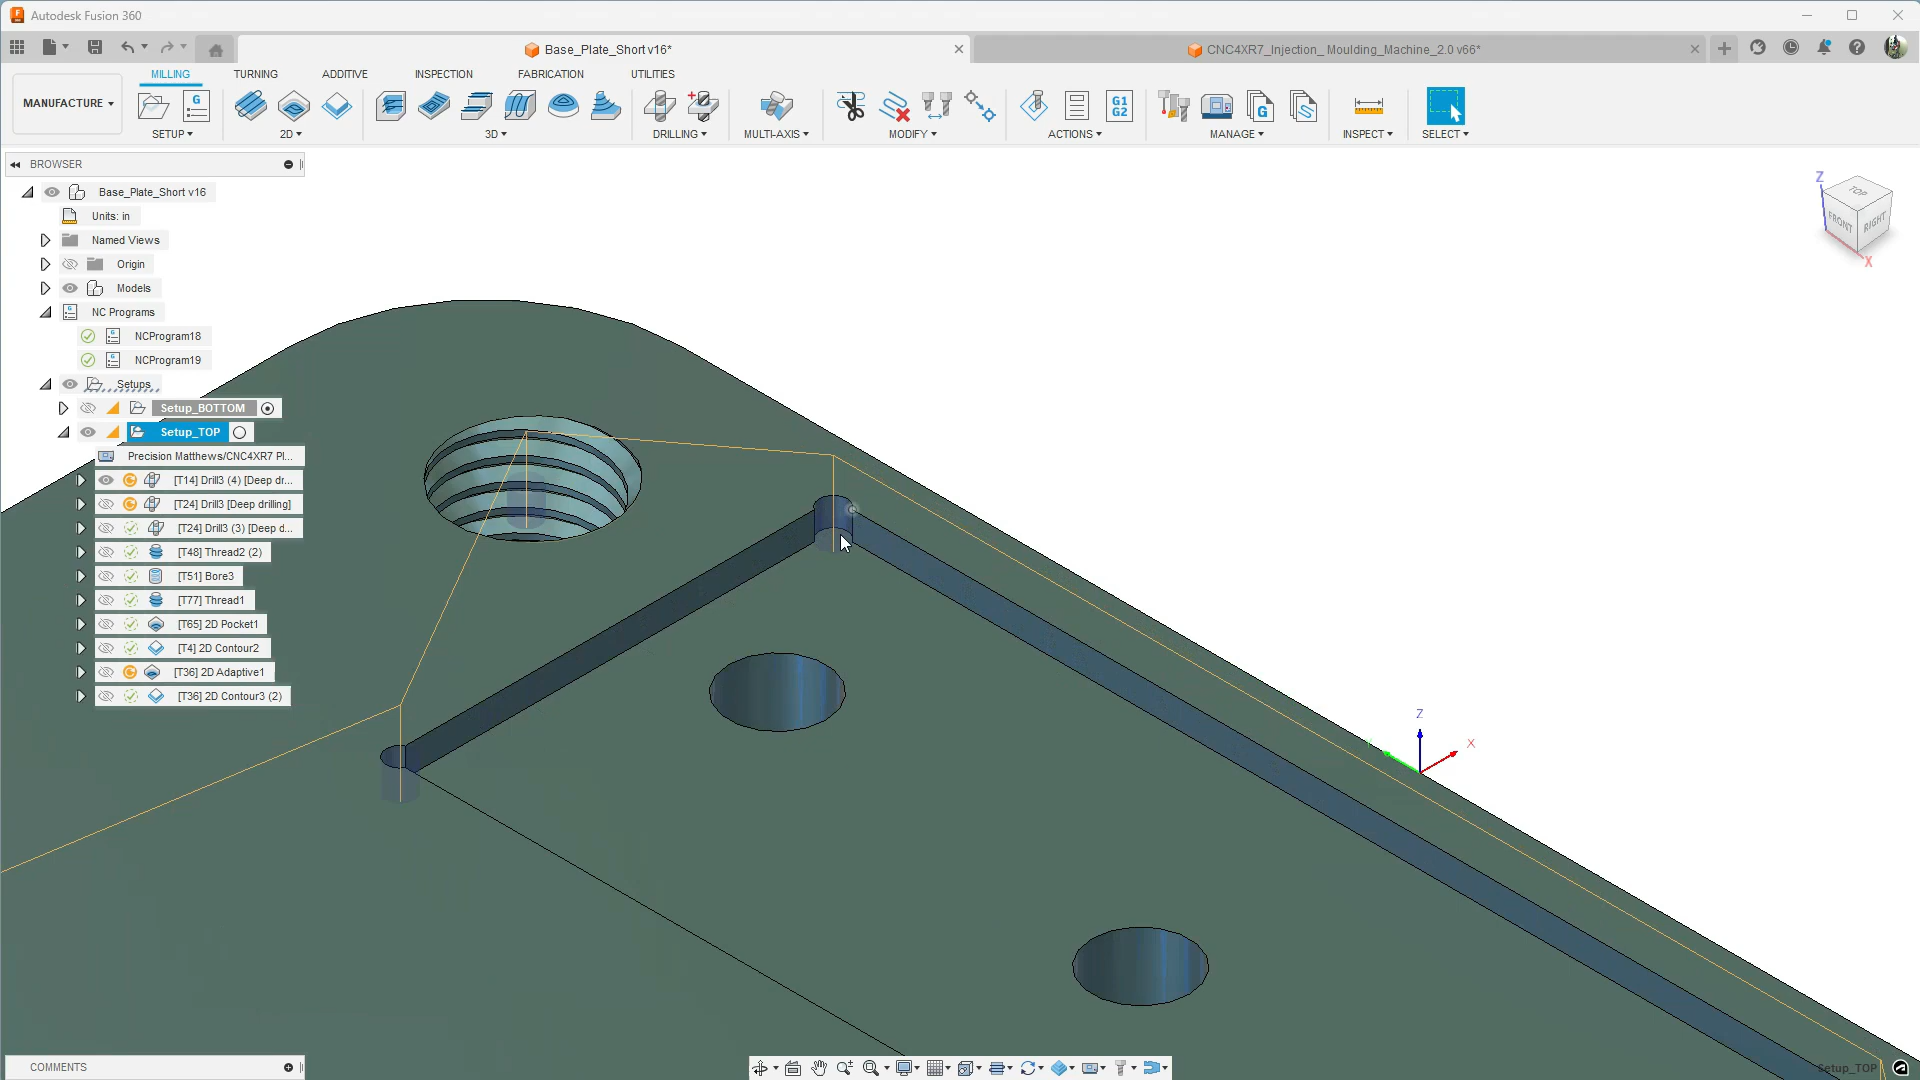 Autodesk Fusion 360
Base_Plate_Short v16*
CNC4XR7_Injection_ Moulding_Machine_2.0 v66*
MILLING
TURNING
ADDITIVE
INSPECTION
FABRICATION
UTILITIES
MANUFACTURE
G
G1
G2
G
SETUP
2D
3D
DRILLING
MULTI-AXIS
MODIFY
ACTIONS
MANAGE
INSPECT
SELECT
BROWSER
Base_Plate_Short v16
Units: in
Named Views
Origin
Models
NC Programs
NCProgram18
NCProgram19
Setups
Setup_BOTTOM
Setup_TOP
Precision Matthews/CNC4XR7 Pl...
[T14] Drill3 (4) [Deep dr...
[T24] Drill3 [Deep drilling]
[T24] Drill3 (3) [Deep d...
[T48] Thread2 (2)
[T51] Bore3
[T77] Thread1
[T65] 2D Pocket1
[T4] 2D Contour2
[T36] 2D Adaptive1
[T36] 2D Contour3 (2)
Z
TOP
FRONT
RIGHT
X
Z
X
COMMENTS
Setup_TOP